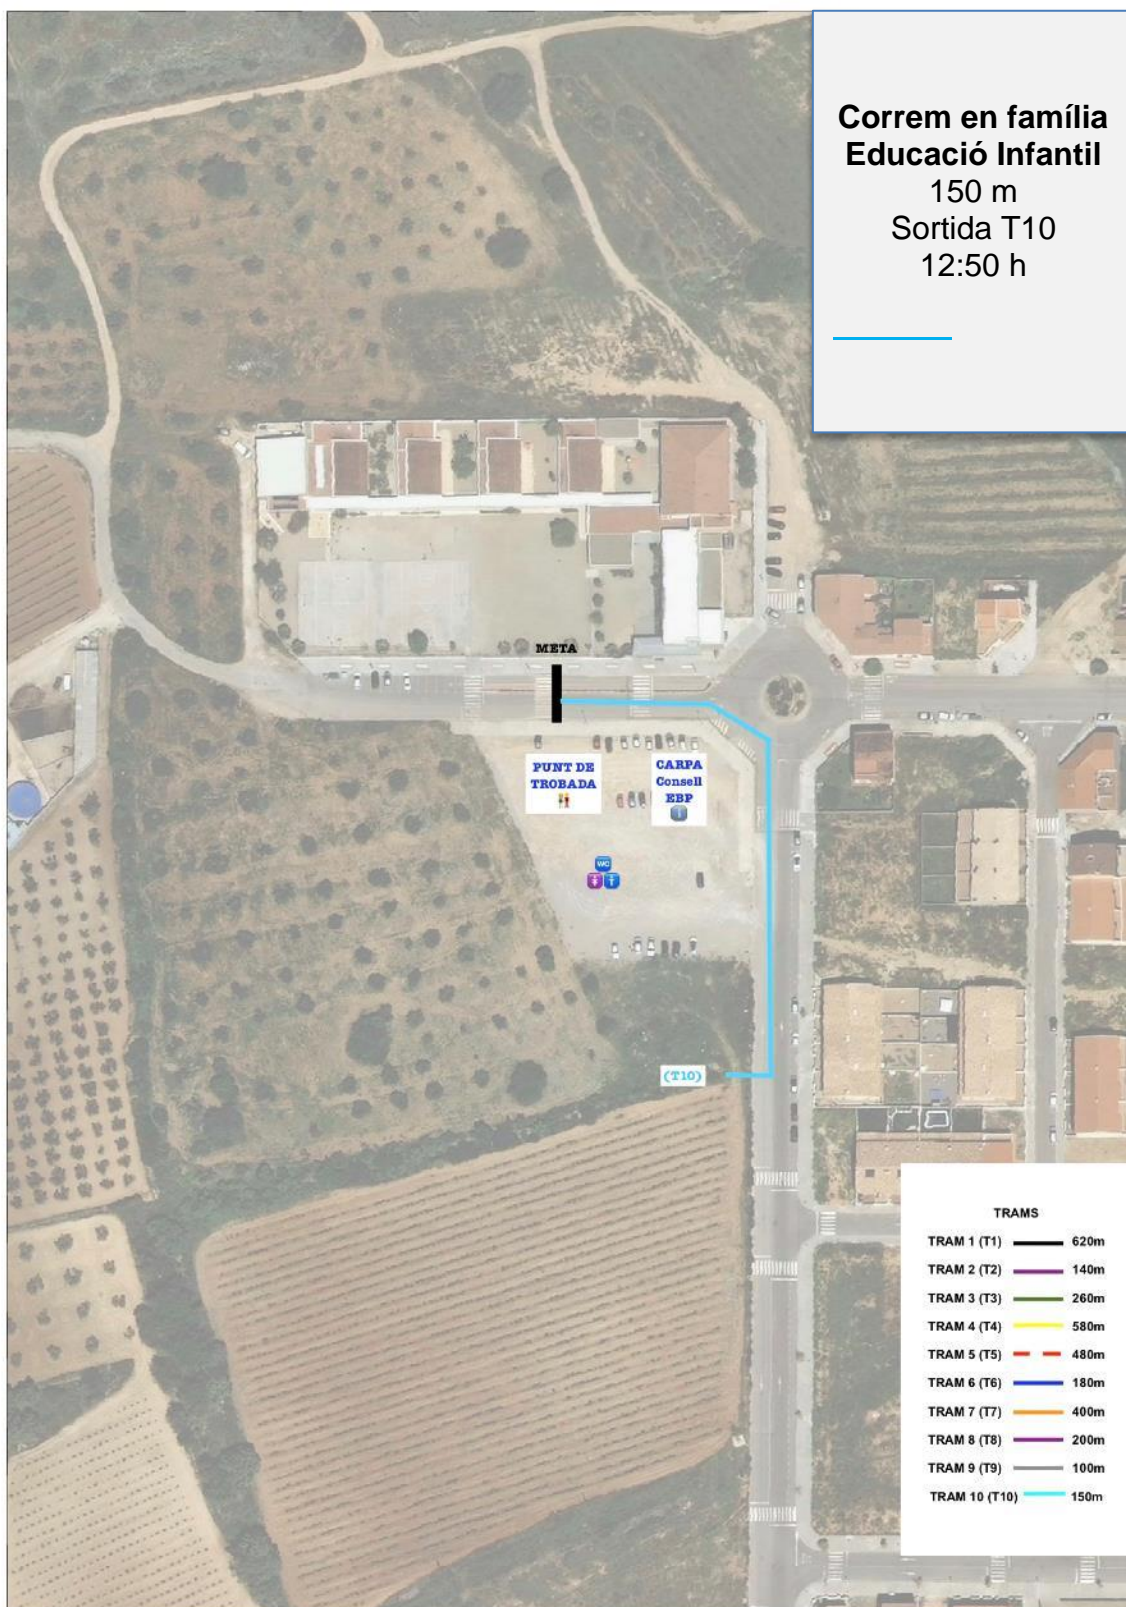 Correm en família
Educació Infantil
150 m
Sortida T10
12:50 h
META
PUNT DE
TROBADA
CARPA
Consell
EBP
WC
(T10)
TRAMS
TRAM 1 (T1) 620m
TRAM 2 (T2) 140m
TRAM 3 (T3) 260m
TRAM 4 (T4) 580m
TRAM 5 (T5) 480m
TRAM 6 (T6) 180m
TRAM 7 (T7) 400m
TRAM 8 (T8) 200m
TRAM 9 (T9) 100m
TRAM 10 (T10) 150m